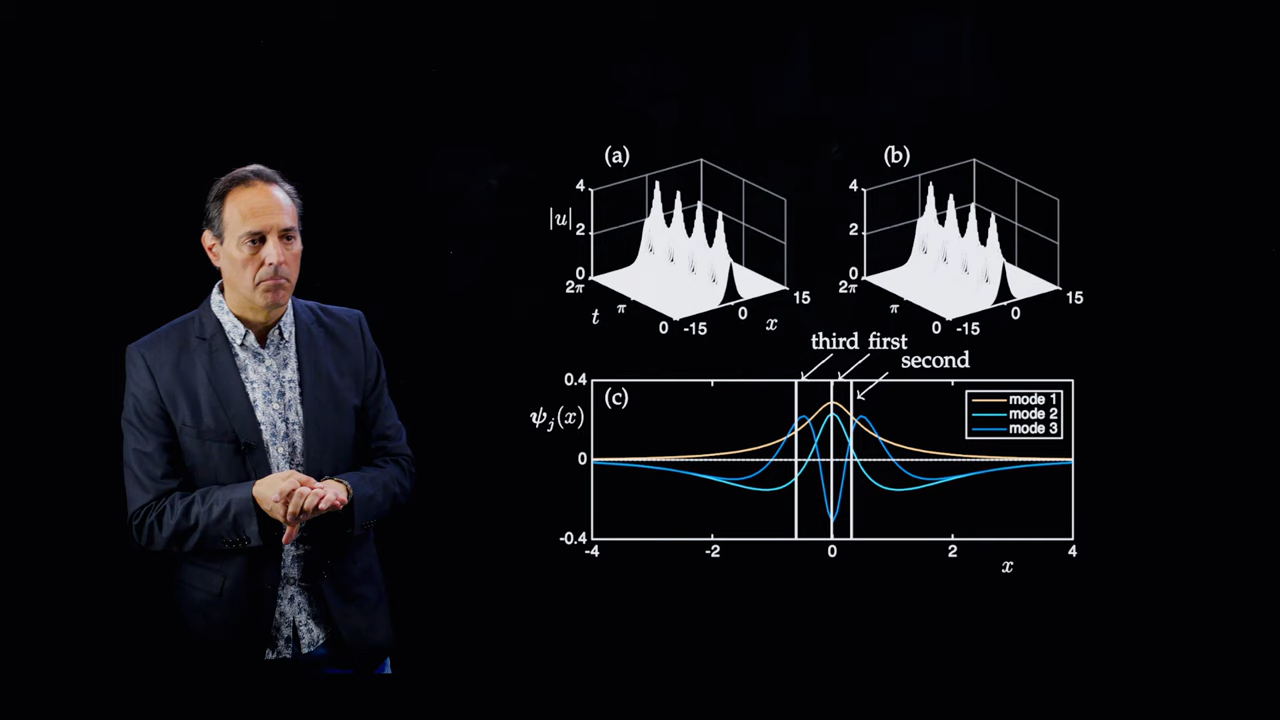 (a)
4
|u|
2
0
2π
t
π
0
-15
0
x
15
(b)
4
2
0
2π
π
0
-15
0
15
third first
second
0.4
(c)
ψj(x)
mode 1
mode 2
mode 3
0
-0.4
-4
-2
0
2
4
x